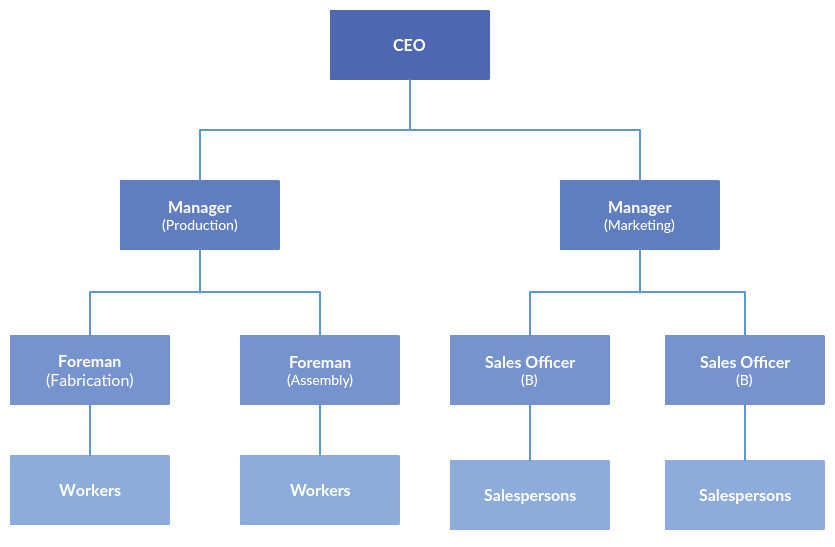 CEO
Manager
(Production)
Manager
(Marketing)
Foreman
(Fabrication)
Foreman
(Assembly)
Sales Officer
(B)
Sales Officer
(B)
Workers
Workers
Salespersons
Salespersons